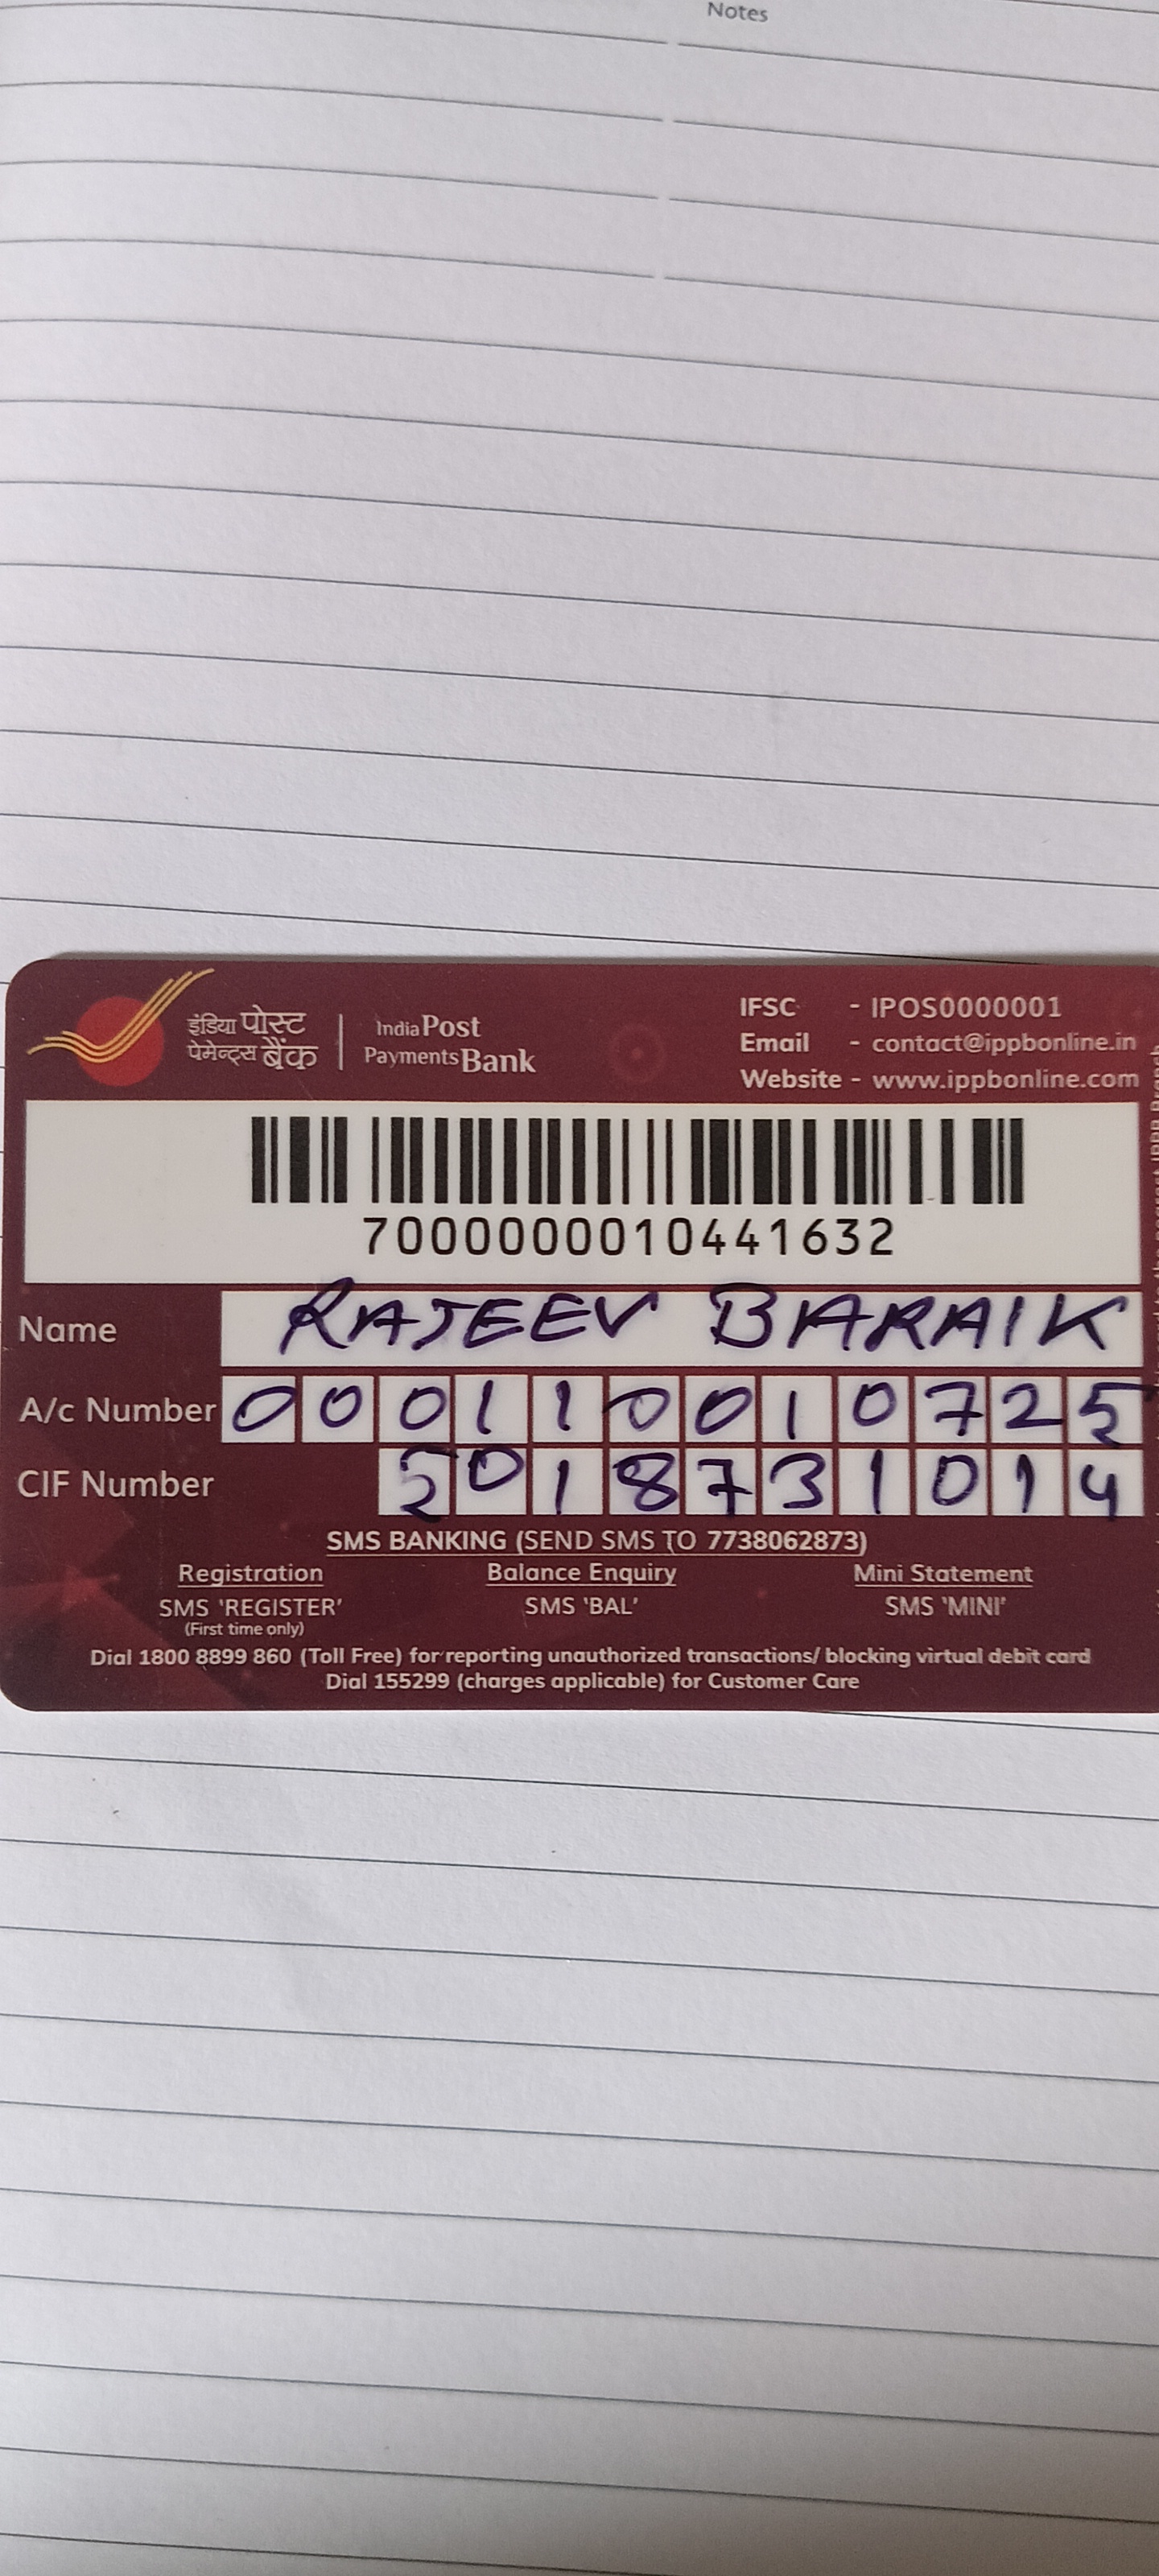 Notes
इंडिया पोस्ट
पेमेन्ट्स बैंक
India Post
Payments Bank
IFSC - IPOS0000001
Email - contact@ippbonline.in
Website - www.ippbonline.com
7000000010441632
Name RAJEEV BARAIK
A/c Number 000110010725
CIF Number 5018731014
SMS BANKING (SEND SMS TO 7738062873)
Registration Balance Enquiry Mini Statement
SMS 'REGISTER' SMS 'BAL' SMS 'MINI'
(First time only)
Dial 1800 8899 860 (Toll Free) for reporting unauthorized transactions/ blocking virtual debit card
Dial 155299 (charges applicable) for Customer Care